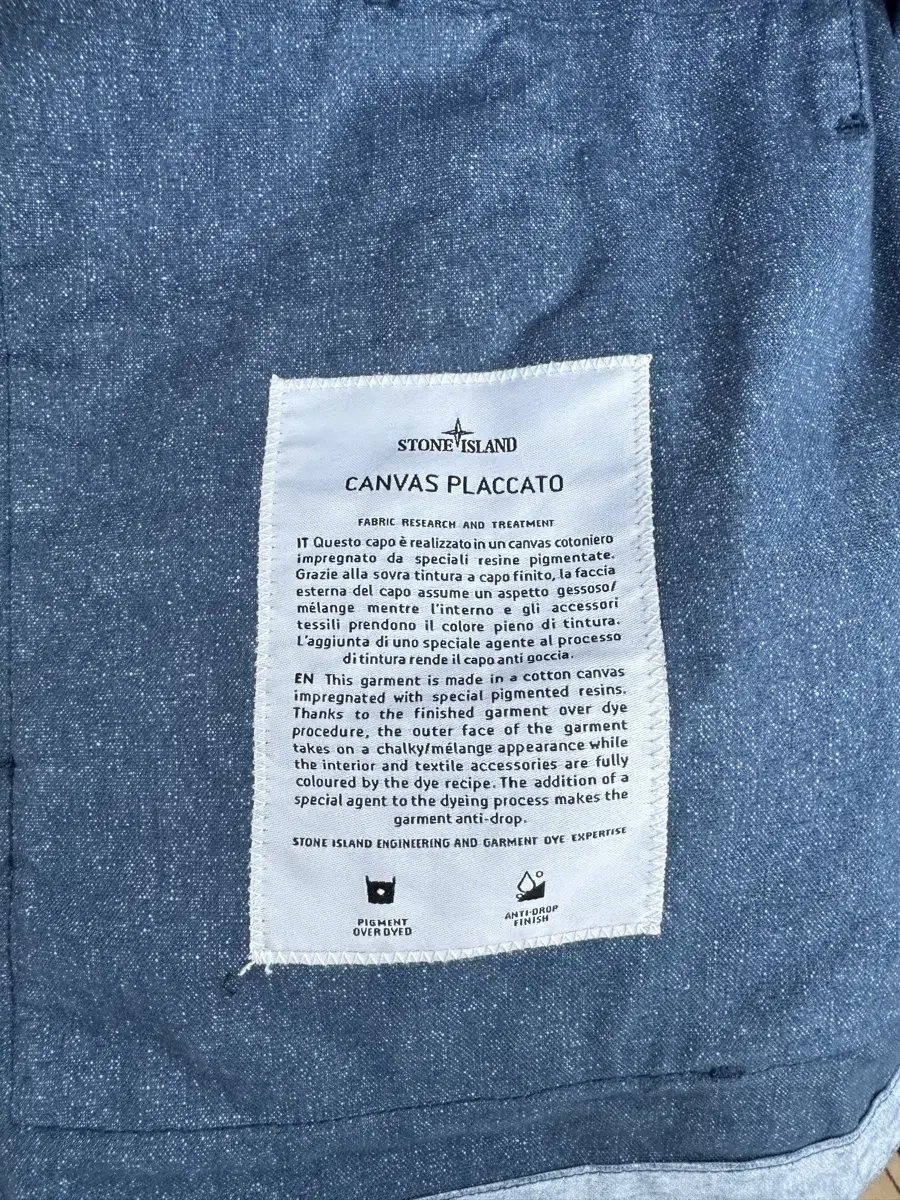 STONE ISLAND
CANVAS PLACCATO
FABRIC RESEARCH AND TREATMENT
IT Questo capo è realizzato in un canvas cotoniero
impregnato da speciali resine pigmentate.
Grazie alla sovra tintura a capo finito, la faccia
esterna del capo assume un aspetto gessoso/
mélange mentre l'interno e gli accessori
tessili prendono il colore pieno di tintura.
L'aggiunta di uno speciale agente al processo
di tintura rende il capo anti goccia.
EN This garment is made in a cotton canvas
impregnated with special pigmented resins.
Thanks to the finished garment over dye
procedure, the outer face of the garment
takes on a chalky/mélange appearance while
the interior and textile accessories are fully
coloured by the dye recipe. The addition of a
special agent to the dyeing process makes the
garment anti-drop.
STONE ISLAND ENGINEERING AND GARMENT DYE EXPERTISE
PIGMENT
OVER DYED
ANTI-DROP
FINISH